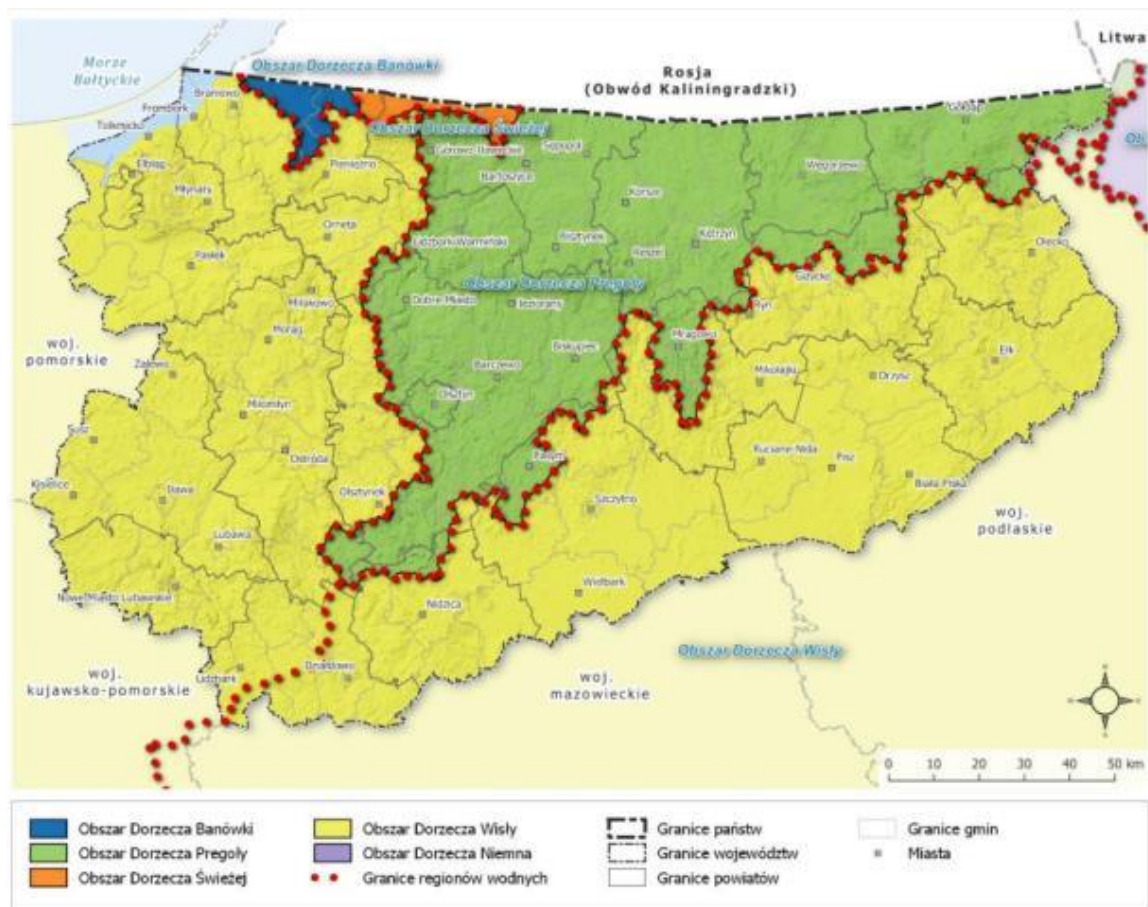 Litwa
Morze
Bałtyckie
Obszar Dorzecza Banówki
Rosja
(Obwód Kaliningradzki)
Braniewo
Frombork
Tolkmicko
Gołdap
Obszar Dorzecza Świeżej
Górowo Iławeckie
Sępopol
Elbląg
Pieniężno
Bartoszyce
Węgorzewo
Młynary
Korsze
Orneta
Lidzbark Warmiński
Bisztynek
Kętrzyn
Olecko
Pasłęk
Reszel
Giżycko
Obszar Dorzecza Pregoły
Miłakowo
Dobre Miasto
Jeziorany
Ryn
Morąg
Mrągowo
woj.
pomorskie
Zalewo
Biskupiec
Ełk
Barczewo
Mikołajki
Orzysz
Miłomłyn
Olsztyn
Susz
Ostróda
Pasym
Ruciane-Nida
Pisz
Biała Piska
Kisielice
Iława
Olsztynek
Szczytno
woj.
podlaskie
Lubawa
Nowe Miasto Lubawskie
Nidzica
Wielbark
Obszar Dorzecza Wisły
woj.
kujawsko-pomorskie
Lidzbark
Działdowo
woj.
mazowieckie
0 10 20 30 40 50 km
Obszar Dorzecza Banówki
Obszar Dorzecza Wisły
Granice państw
Granice gmin
Obszar Dorzecza Pregoły
Obszar Dorzecza Niemna
Granice województw
Miasta
Obszar Dorzecza Świeżej
Granice regionów wodnych
Granice powiatów